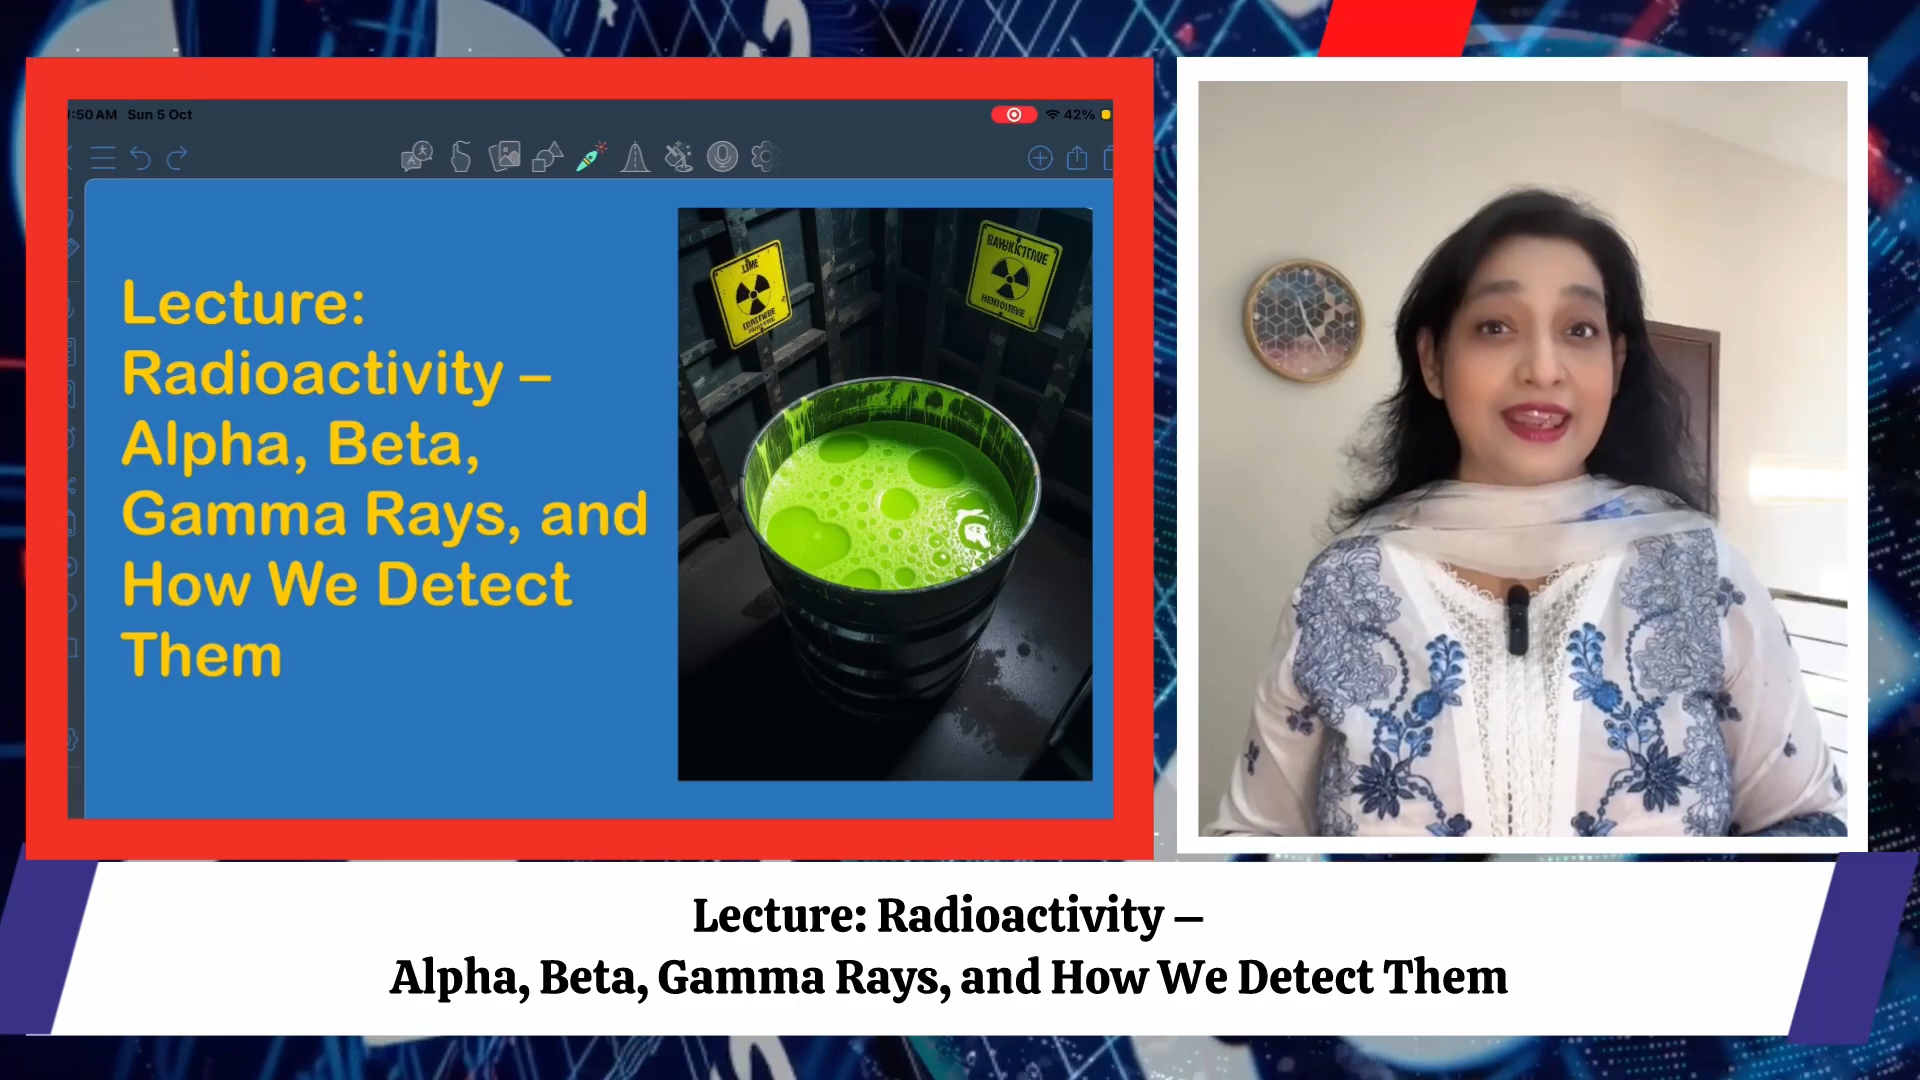 :50 AM Sun 5 Oct
42%
Lecture:
Radioactivity –
Alpha, Beta,
Gamma Rays, and
How We Detect
Them
Lecture: Radioactivity –
Alpha, Beta, Gamma Rays, and How We Detect Them